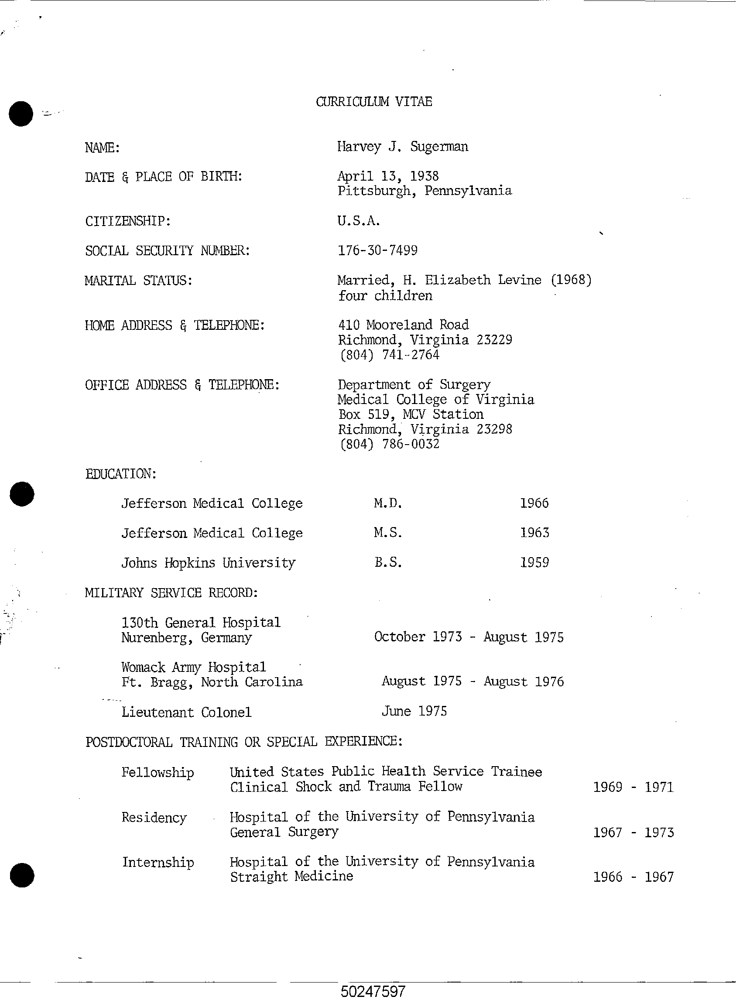 CURRICULUM VITAE
NAME: Harvey J. Sugerman
DATE & PLACE OF BIRTH: April 13, 1938
Pittsburgh, Pennsylvania
CITIZENSHIP: U.S.A.
SOCIAL SECURITY NUMBER: 176-30-7499
MARITAL STATUS: Married, H. Elizabeth Levine (1968)
four children
HOME ADDRESS & TELEPHONE: 410 Mooreland Road
Richmond, Virginia 23229
(804) 741-2764
OFFICE ADDRESS & TELEPHONE: Department of Surgery
Medical College of Virginia
Box 519, MCV Station
Richmond, Virginia 23298
(804) 786-0032
EDUCATION:
Jefferson Medical College M.D. 1966
Jefferson Medical College M.S. 1963
Johns Hopkins University B.S. 1959
MILITARY SERVICE RECORD:
130th General Hospital
Nurenberg, Germany October 1973 - August 1975
Womack Army Hospital
Ft. Bragg, North Carolina August 1975 - August 1976
Lieutenant Colonel June 1975
POSTDOCTORAL TRAINING OR SPECIAL EXPERIENCE:
Fellowship United States Public Health Service Trainee
Clinical Shock and Trauma Fellow 1969 - 1971
Residency Hospital of the University of Pennsylvania
General Surgery 1967 - 1973
Internship Hospital of the University of Pennsylvania
Straight Medicine 1966 - 1967
50247597